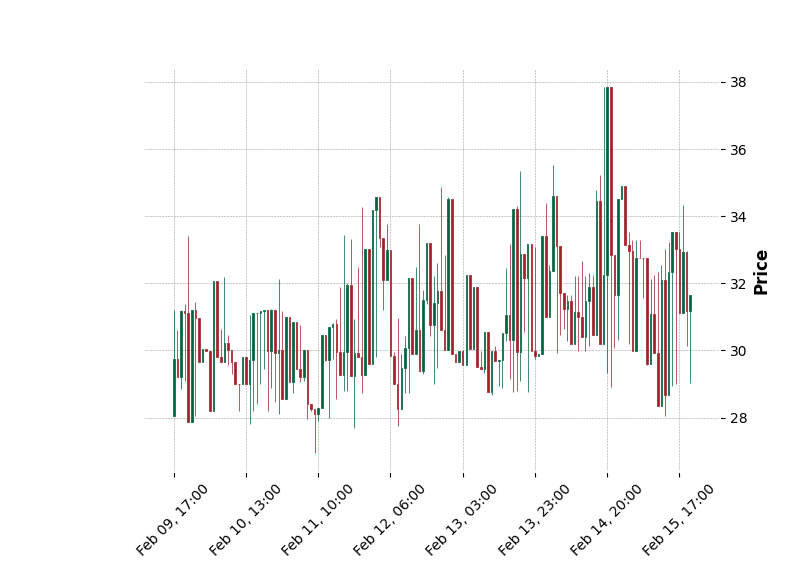 38
36
34
32
30
28
Price
Feb 09, 17:00
Feb 10, 13:00
Feb 11, 10:00
Feb 12, 06:00
Feb 13, 03:00
Feb 13, 23:00
Feb 14, 20:00
Feb 15, 17:00